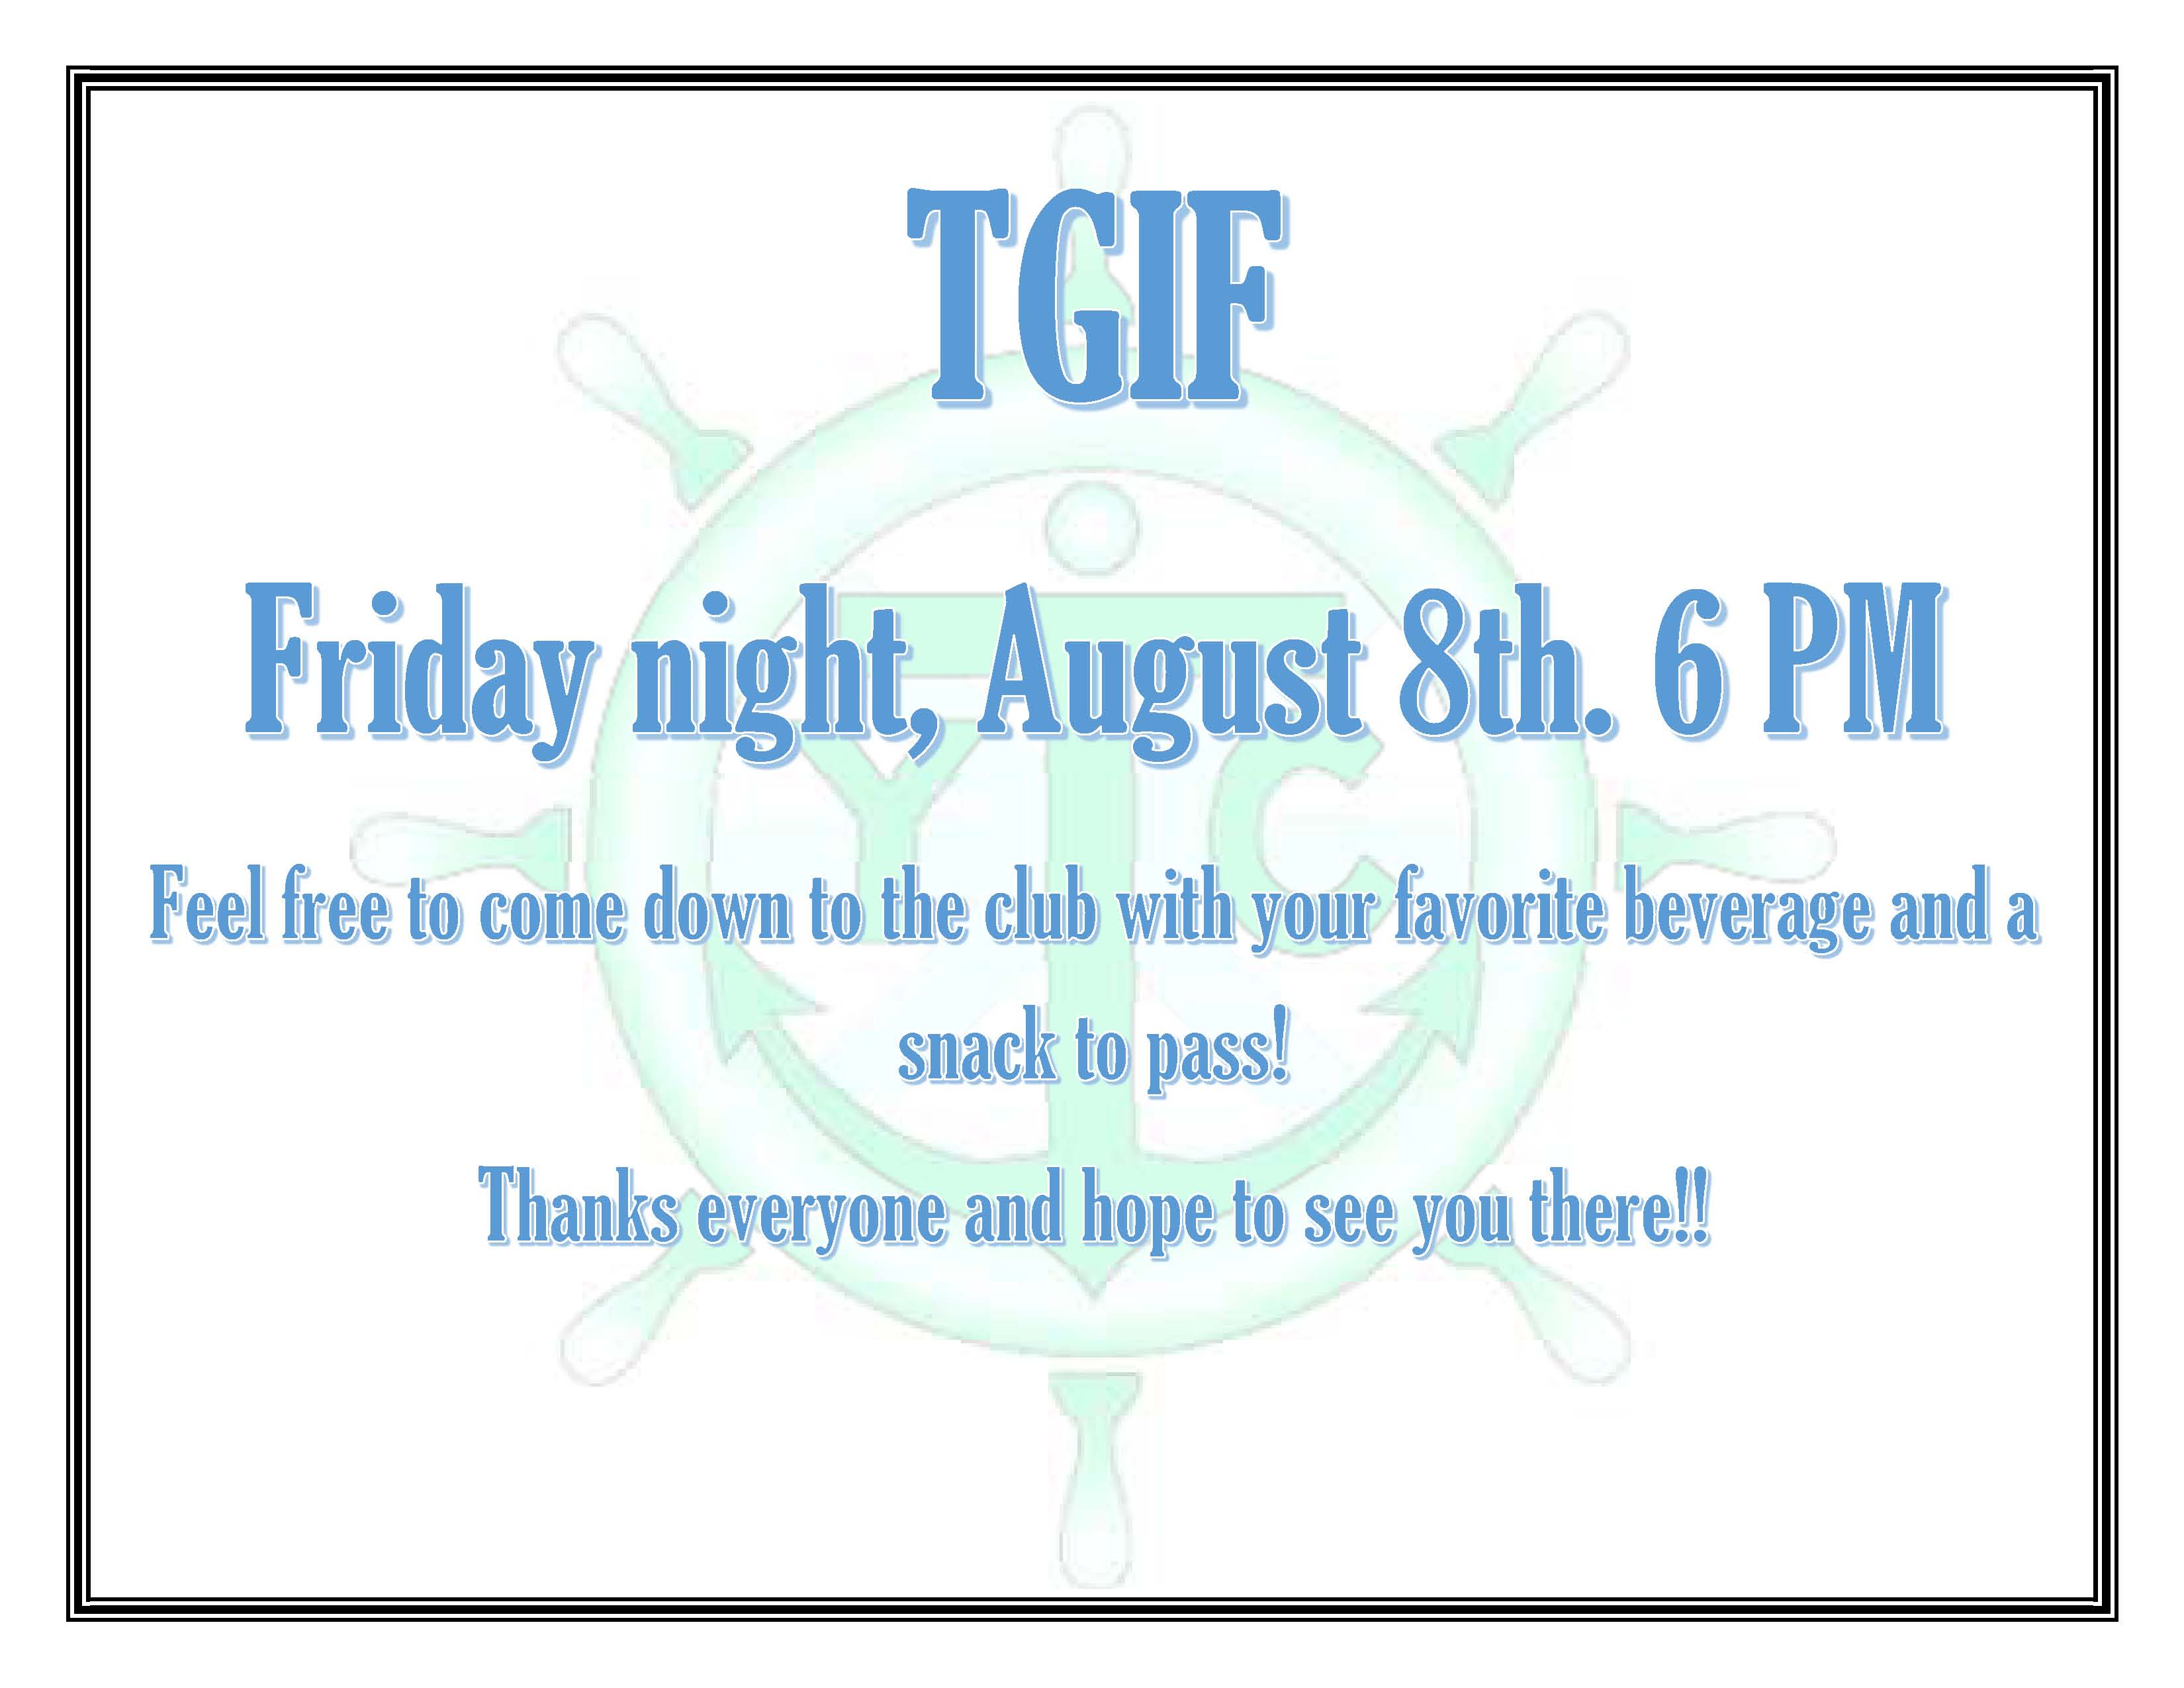 TGIF
Friday night, August 8th. 6 PM
Y C
Feel free to come down to the club with your favorite beverage and a
snack to pass!
Thanks everyone and hope to see you there!!